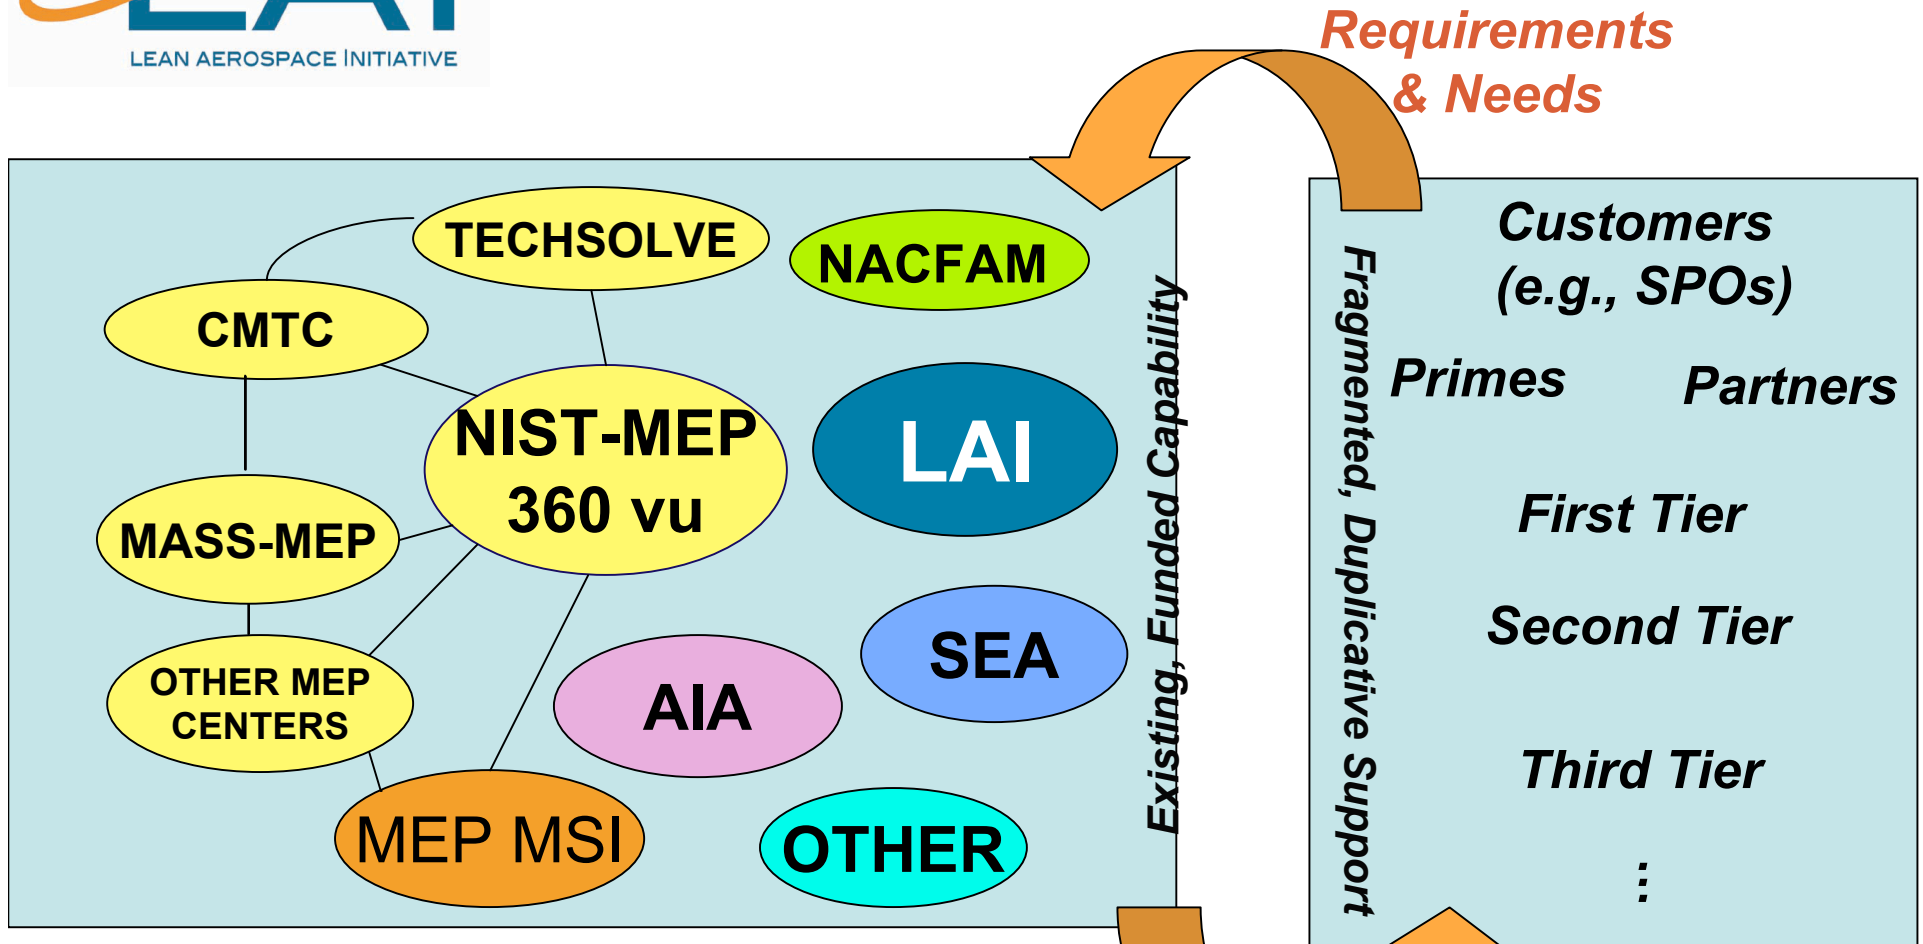 LAI
LEAN AEROSPACE INITIATIVE
Requirements
& Needs
TECHSOLVE
NACFAM
CMTC
NIST-MEP
360 vu
LAI
MASS-MEP
SEA
OTHER MEP
CENTERS
AIA
MEP MSI
OTHER
Existing, Funded Capability
Fragmented, Duplicative Support
Customers
(e.g., SPOs)
Primes
Partners
First Tier
Second Tier
Third Tier
...